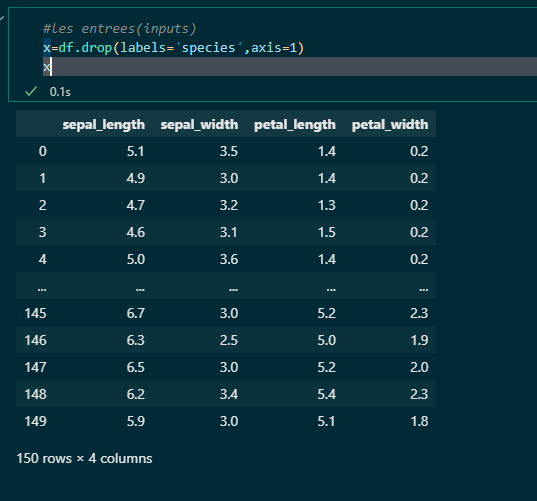 #les entrees(inputs)
x=df.drop(labels='species',axis=1)
x
0.1s
sepal_length sepal_width petal_length petal_width
0 5.1 3.5 1.4 0.2
1 4.9 3.0 1.4 0.2
2 4.7 3.2 1.3 0.2
3 4.6 3.1 1.5 0.2
4 5.0 3.6 1.4 0.2
... ... ... ... ...
145 6.7 3.0 5.2 2.3
146 6.3 2.5 5.0 1.9
147 6.5 3.0 5.2 2.0
148 6.2 3.4 5.4 2.3
149 5.9 3.0 5.1 1.8
150 rows × 4 columns